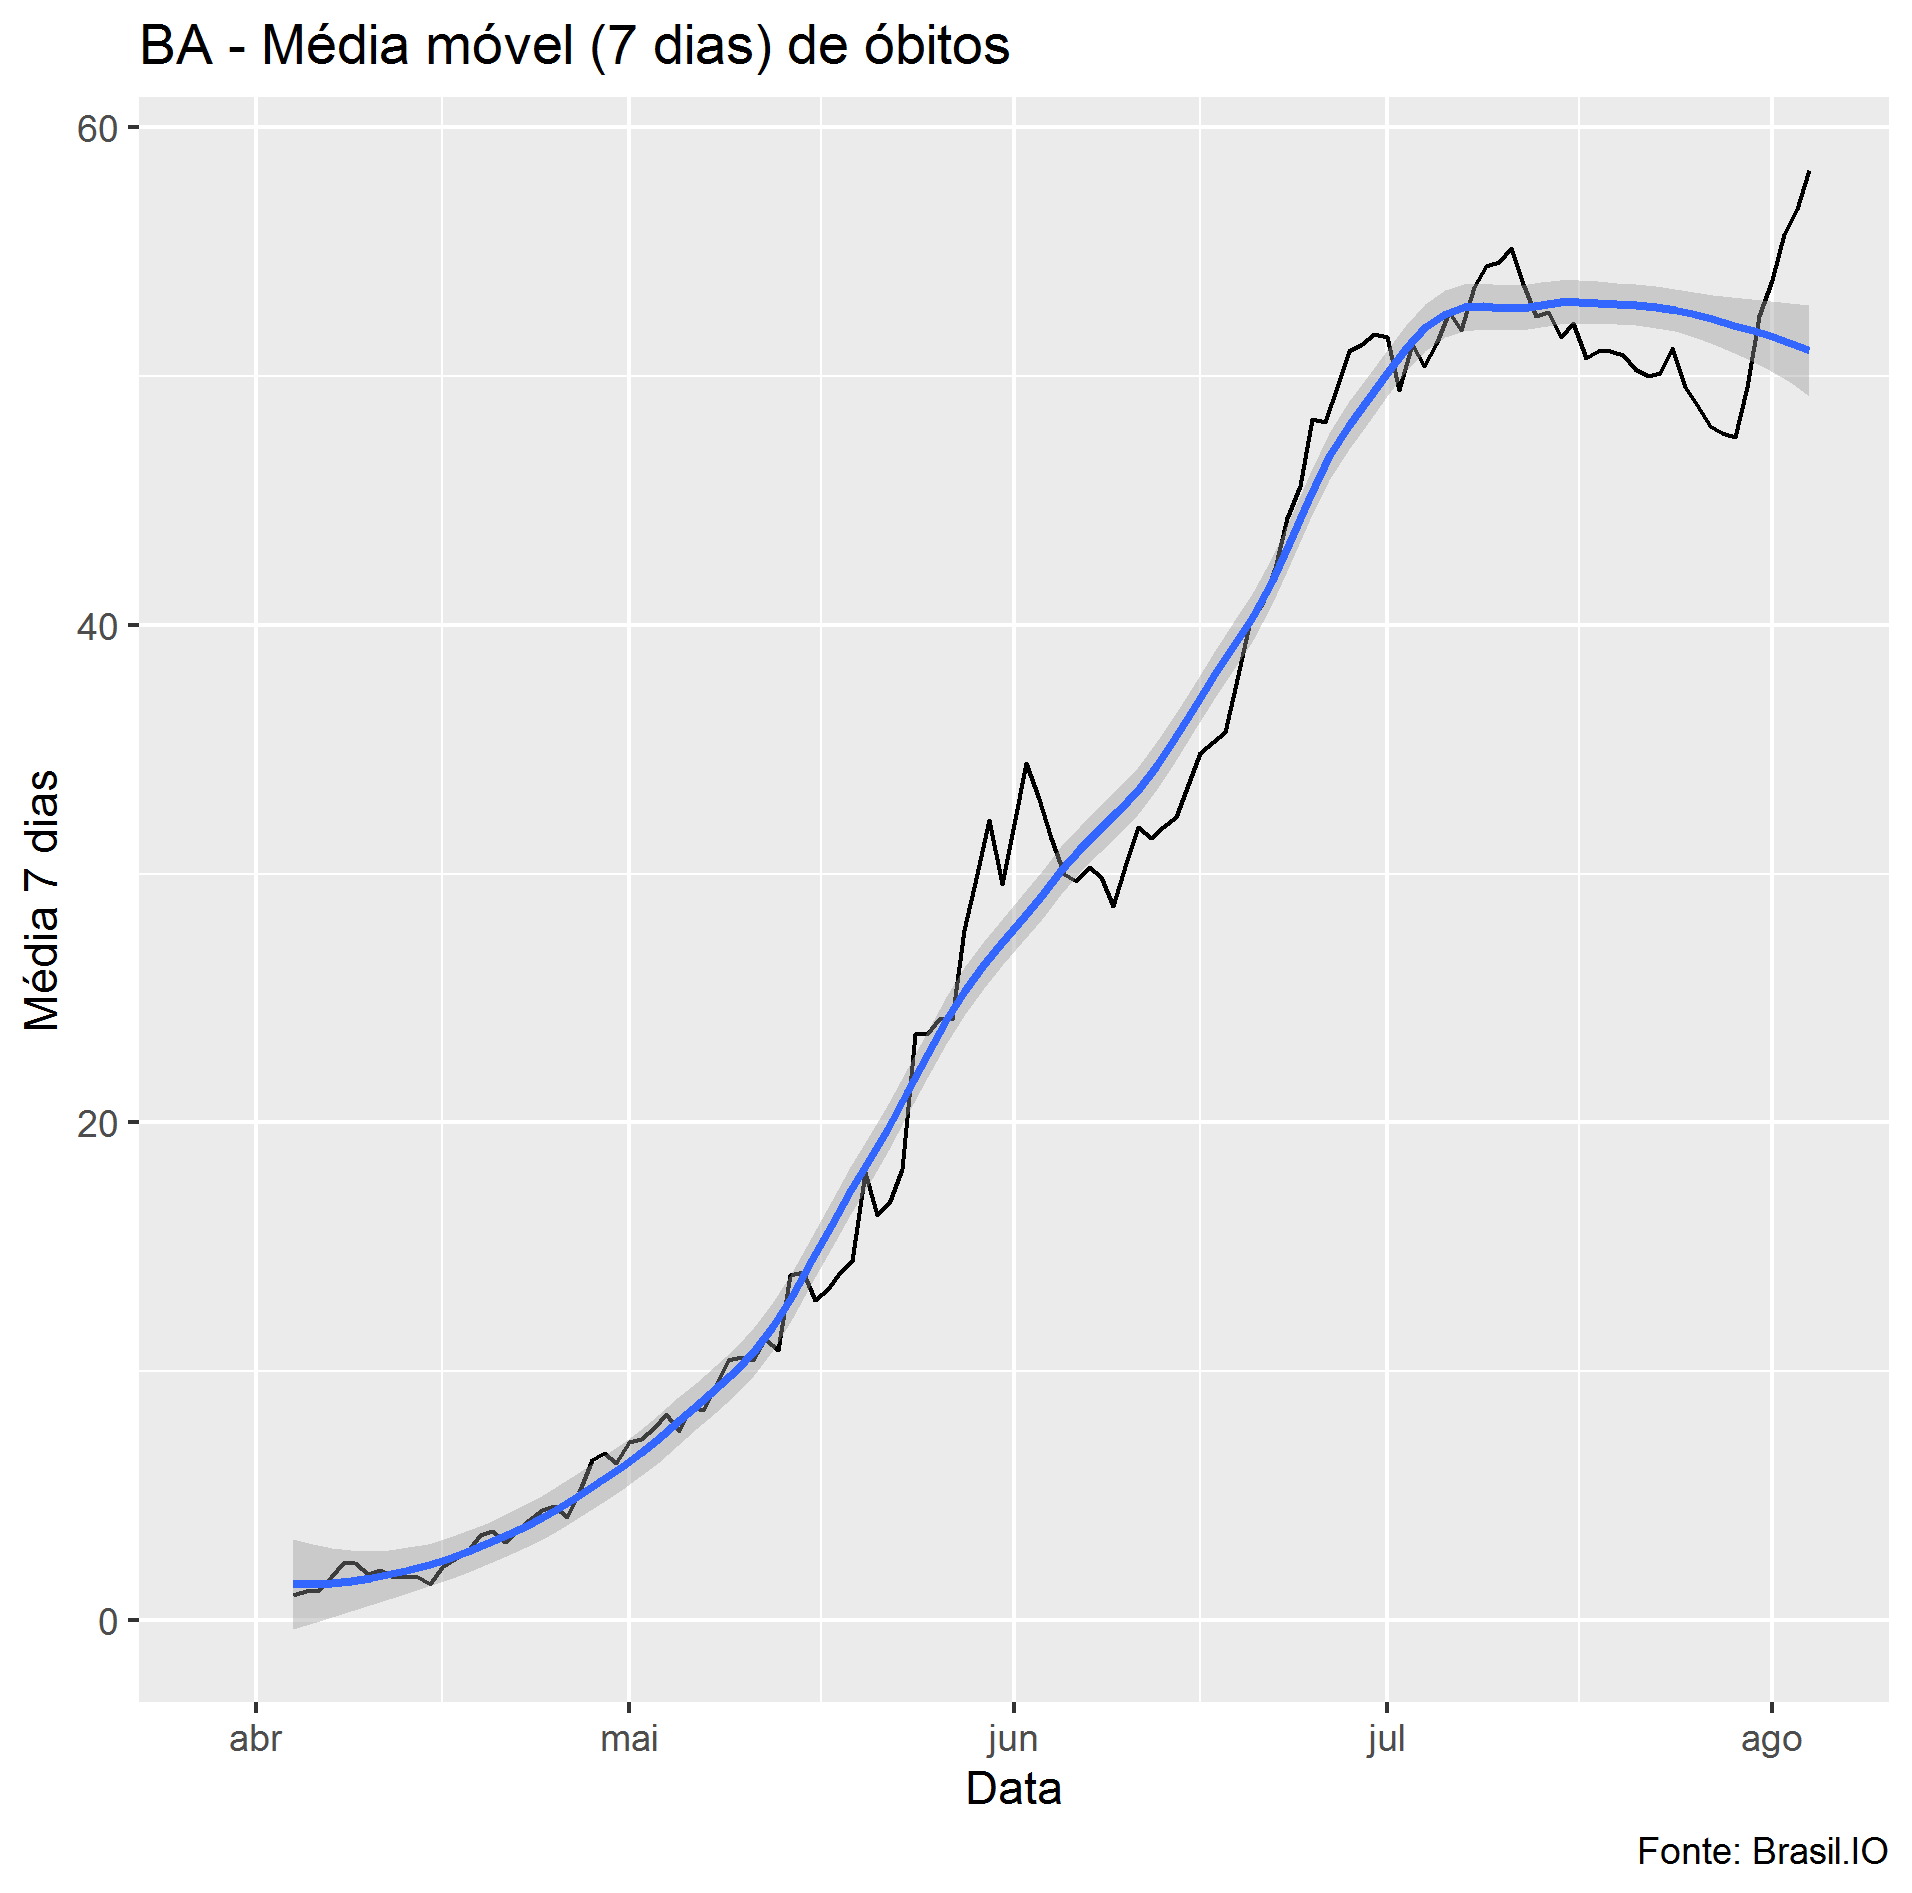 BA - Média móvel (7 dias) de óbitos
60
40
20
0
Média 7 dias
abr mai jun jul ago
Data
Fonte: Brasil.IO